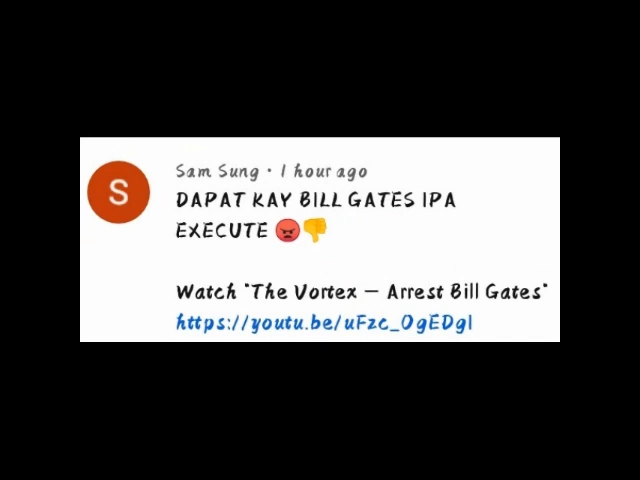 S
Sam Sung · 1 hour ago
DAPAT KAY BILL GATES IPA
EXECUTE 😡👎
Watch "The Vortex — Arrest Bill Gates"
https://youtu.be/uFzc_OgEDgI